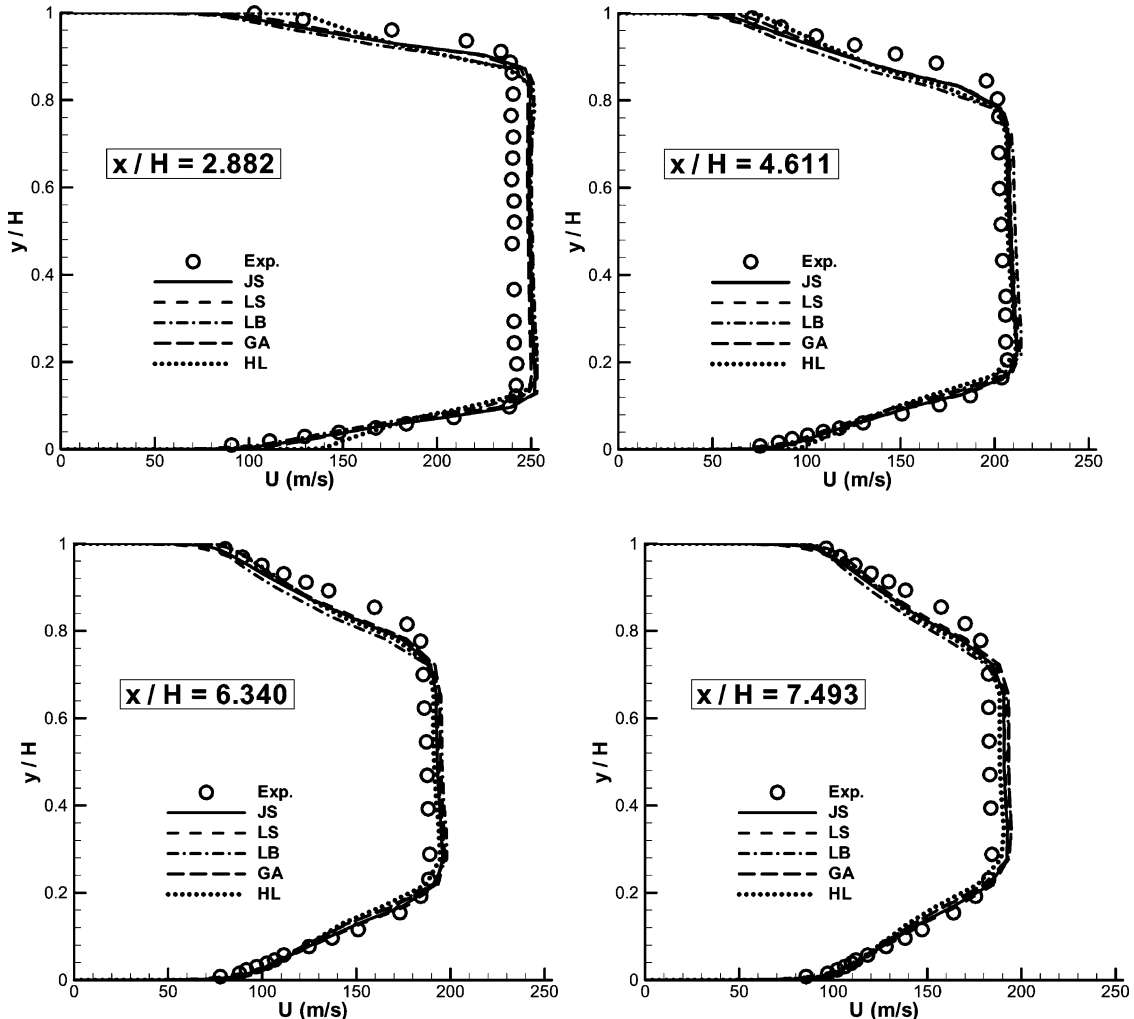 1
0.8
0.6
0.4
0.2
0
y / H
x / H = 2.882
Exp.
JS
LS
LB
GA
HL
0 50 100 150 200 250
U (m/s)
1
0.8
0.6
0.4
0.2
0
y / H
x / H = 4.611
Exp.
JS
LS
LB
GA
HL
0 50 100 150 200 250
U (m/s)
1
0.8
0.6
0.4
0.2
0
y / H
x / H = 6.340
Exp.
JS
LS
LB
GA
HL
0 50 100 150 200 250
U (m/s)
1
0.8
0.6
0.4
0.2
0
y / H
x / H = 7.493
Exp.
JS
LS
LB
GA
HL
0 50 100 150 200 250
U (m/s)